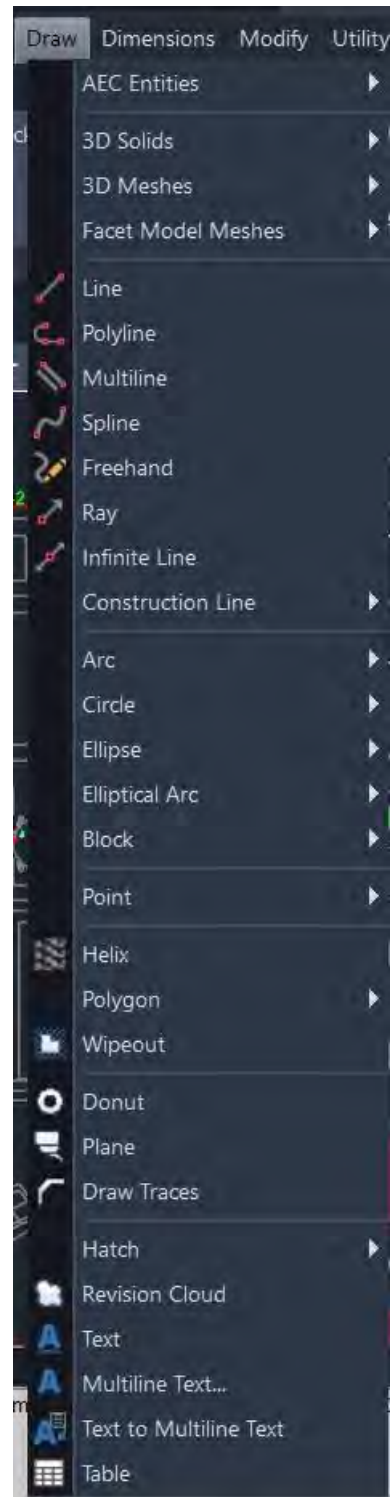 Draw Dimensions Modify Utility
AEC Entities
3D Solids
3D Meshes
Facet Model Meshes
Line
Polyline
Multiline
Spline
Freehand
2
Ray
Infinite Line
Construction Line
Arc
Circle
Ellipse
Elliptical Arc
Block
Point
Helix
Polygon
Wipeout
Donut
Plane
Draw Traces
Hatch
Revision Cloud
Text
Multiline Text...
Text to Multiline Text
Table